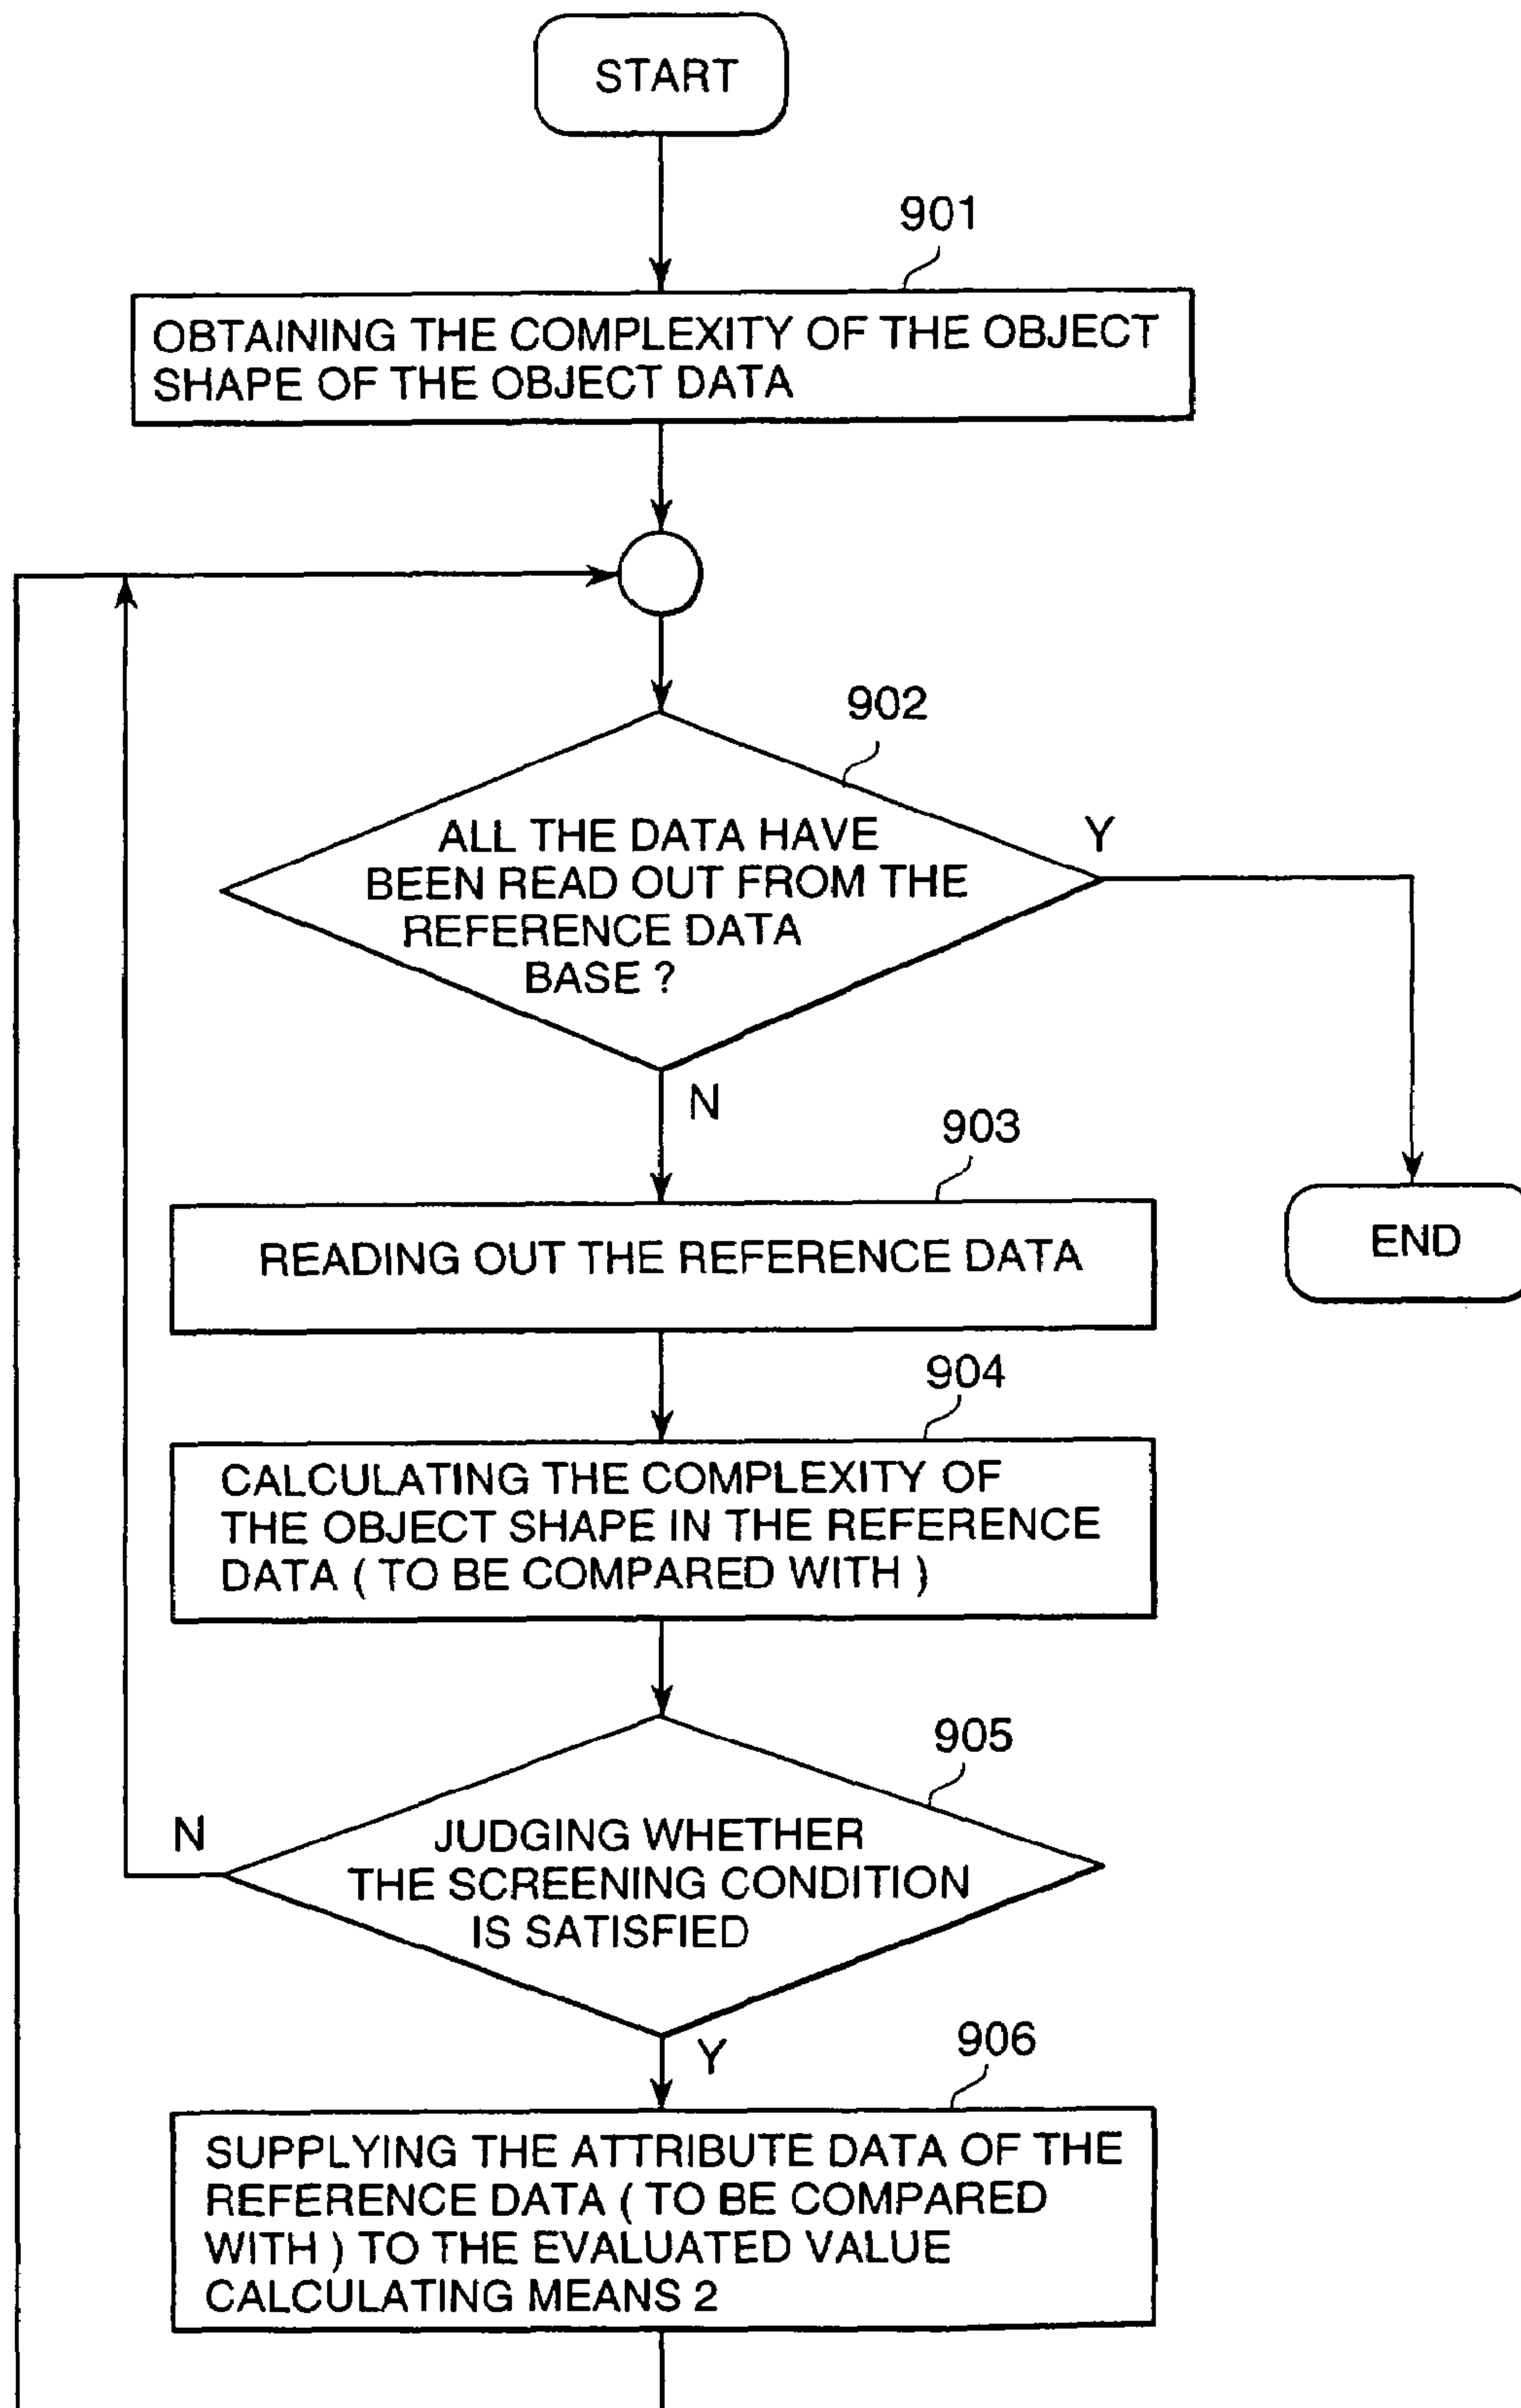 START
901
OBTAINING THE COMPLEXITY OF THE OBJECT
SHAPE OF THE OBJECT DATA
902
ALL THE DATA HAVE
BEEN READ OUT FROM THE
REFERENCE DATA
BASE ?
Y
N
903
READING OUT THE REFERENCE DATA
END
904
CALCULATING THE COMPLEXITY OF
THE OBJECT SHAPE IN THE REFERENCE
DATA ( TO BE COMPARED WITH )
905
N
JUDGING WHETHER
THE SCREENING CONDITION
IS SATISFIED
Y
906
SUPPLYING THE ATTRIBUTE DATA OF THE
REFERENCE DATA ( TO BE COMPARED
WITH ) TO THE EVALUATED VALUE
CALCULATING MEANS 2